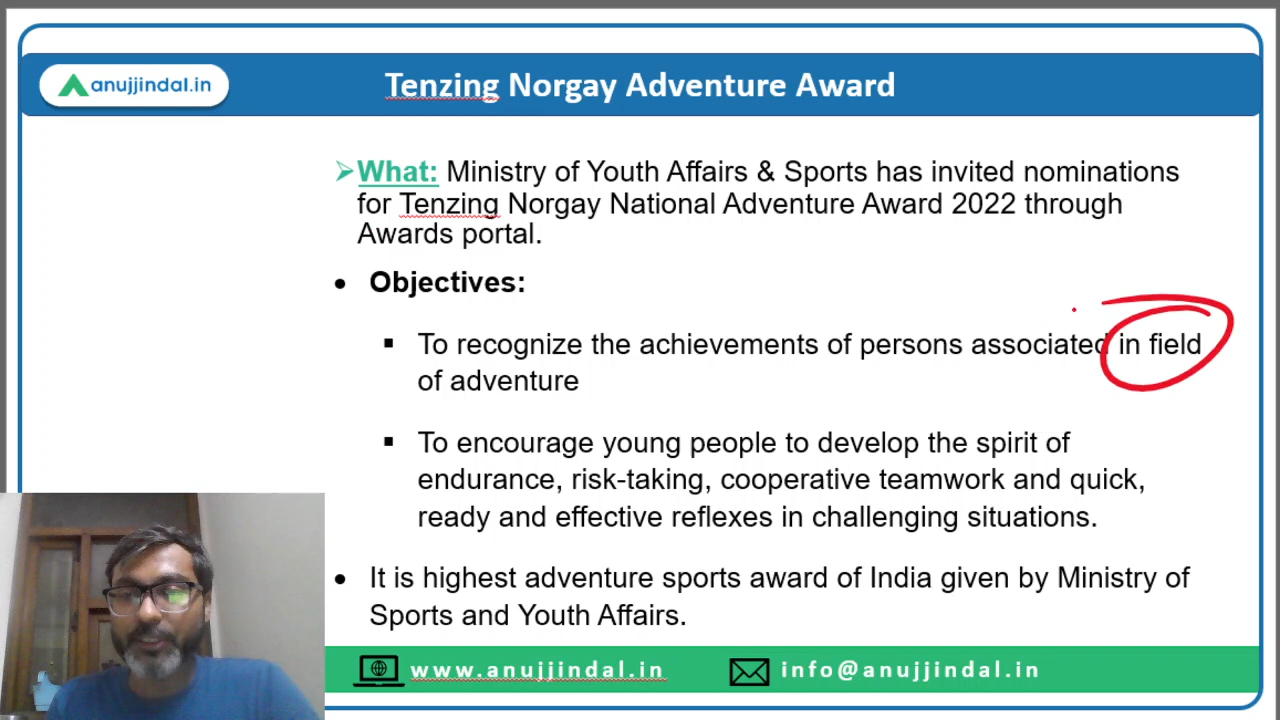 anujjindal.in
Tenzing Norgay Adventure Award
What: Ministry of Youth Affairs & Sports has invited nominations
for Tenzing Norgay National Adventure Award 2022 through
Awards portal.
Objectives:
To recognize the achievements of persons associated in field
of adventure
To encourage young people to develop the spirit of
endurance, risk-taking, cooperative teamwork and quick,
ready and effective reflexes in challenging situations.
It is highest adventure sports award of India given by Ministry of
Sports and Youth Affairs.
www.anujjindal.in info@anujjindal.in